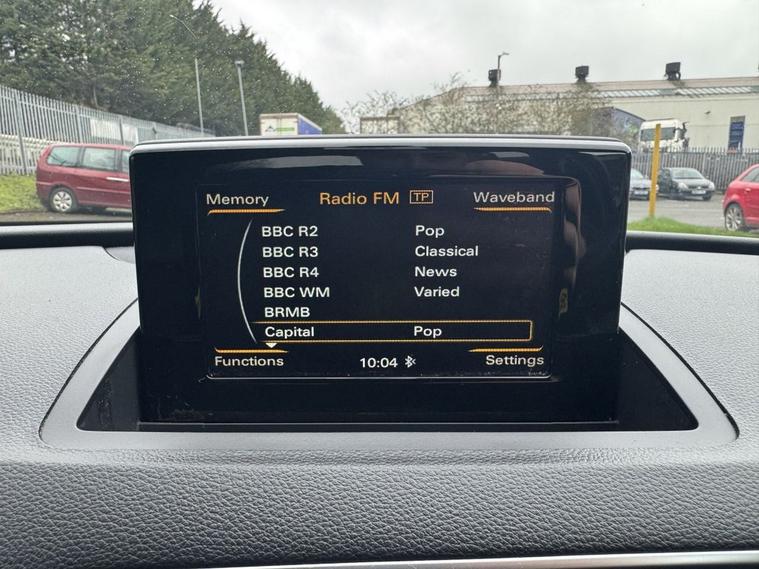 Memory Radio FM TP Waveband
BBC R2 Pop
BBC R3 Classical
BBC R4 News
BBC WM Varied
BRMB
Capital Pop
Functions 10:04 Settings